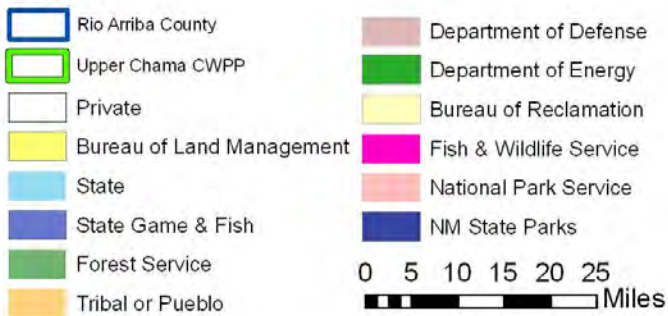 Rio Arriba County
Upper Chama CWPP
Private
Bureau of Land Management
State
State Game & Fish
Forest Service
Tribal or Pueblo
Department of Defense
Department of Energy
Bureau of Reclamation
Fish & Wildlife Service
National Park Service
NM State Parks
0 5 10 15 20 25
Miles